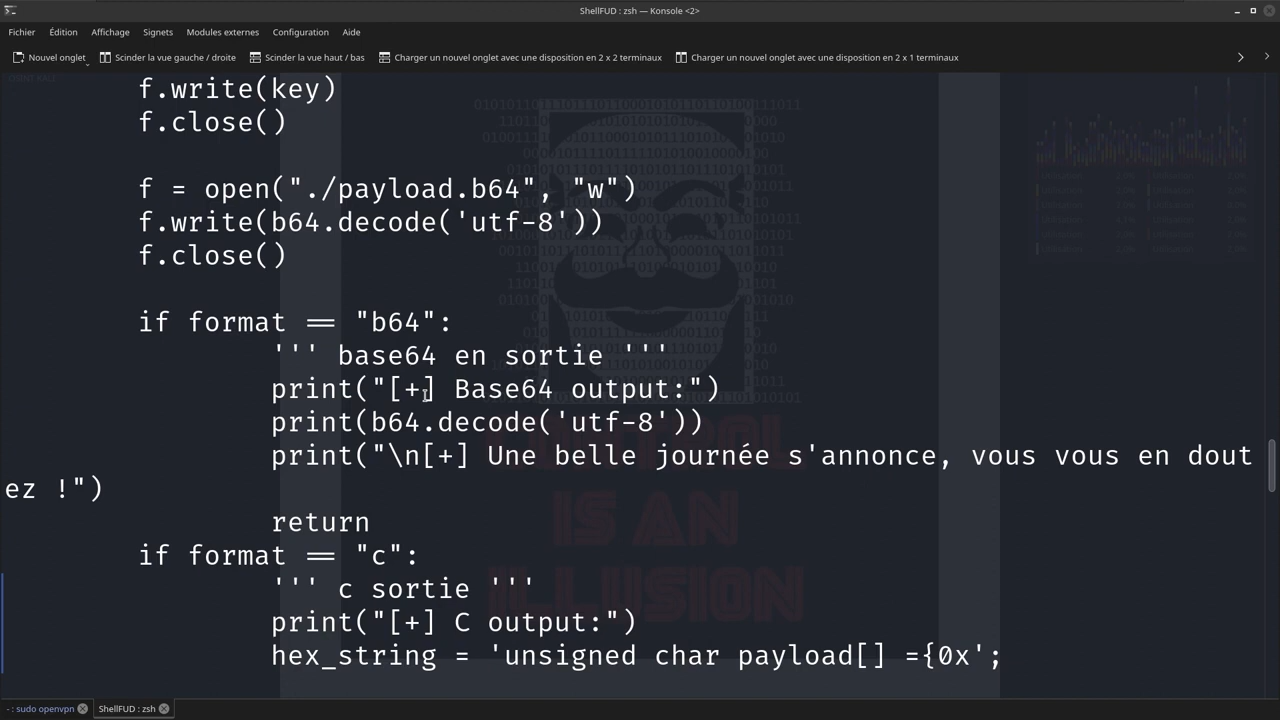 ShellFUD : zsh — Konsole <2>
Fichier Édition Affichage Signets Modules externes Configuration Aide
Nouvel onglet Scinder la vue gauche / droite Scinder la vue haut / bas Charger un nouvel onglet avec une disposition en 2 x 2 terminaux Charger un nouvel onglet avec une disposition en 2 x 1 terminaux
f.write(key)
f.close()
f = open("./payload.b64", "w")
f.write(b64.decode('utf-8'))
f.close()
if format == "b64":
''' base64 en sortie '''
print("[+] Base64 output:")
print(b64.decode('utf-8'))
print("\n[+] Une belle journée s'annonce, vous vous en dout
ez !")
return
if format == "c":
''' c sortie '''
print("[+] C output:")
hex_string = 'unsigned char payload[] ={0x';
CONTROL
IS AN
ILLUSION
- : sudo openvpn ShellFUD : zsh